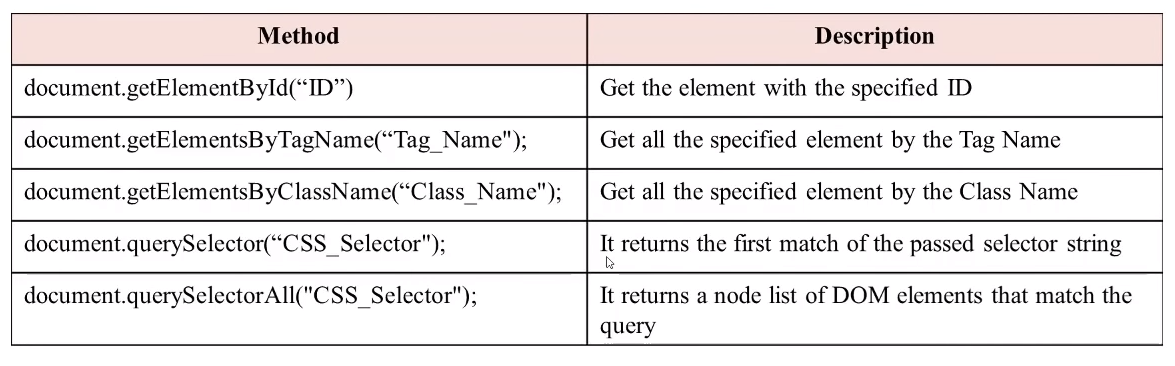 Method
Description
document.getElementById(“ID”)
Get the element with the specified ID
document.getElementsByTagName(“Tag_Name");
Get all the specified element by the Tag Name
document.getElementsByClassName(“Class_Name");
Get all the specified element by the Class Name
document.querySelector(“CSS_Selector");
It returns the first match of the passed selector string
document.querySelectorAll("CSS_Selector");
It returns a node list of DOM elements that match the
query